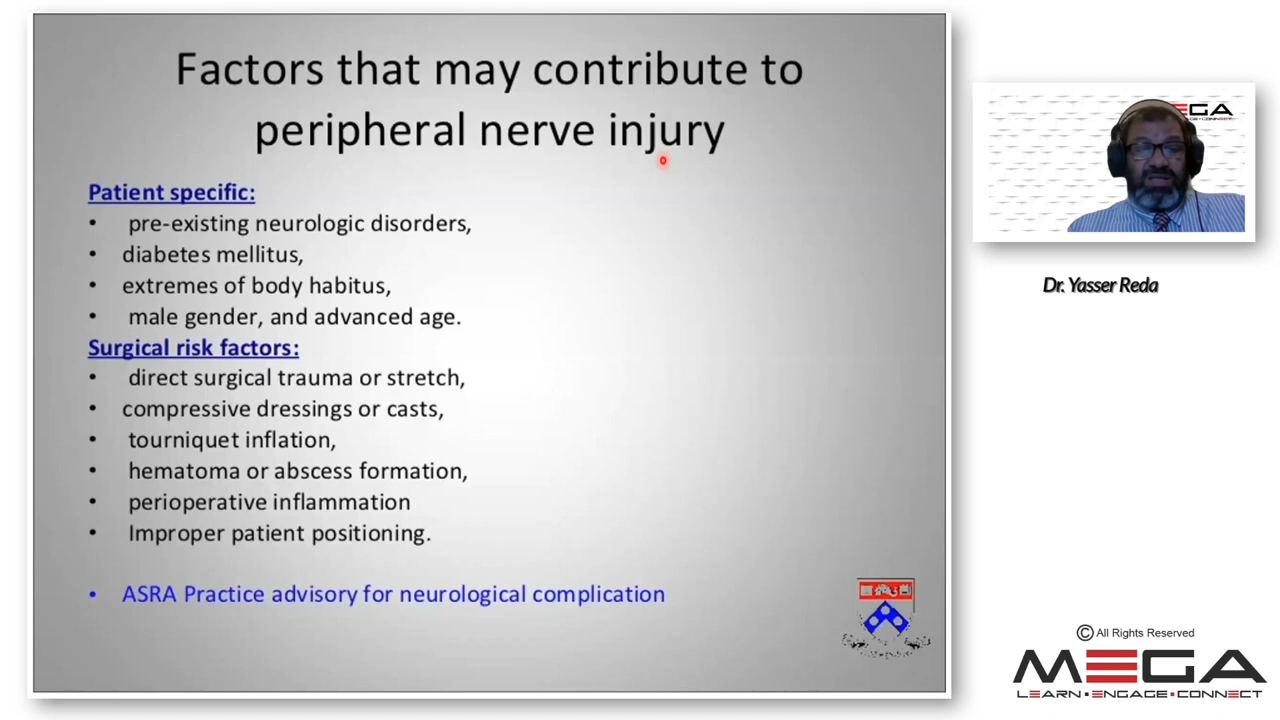 Factors that may contribute to
peripheral nerve injury
Patient specific:
• pre-existing neurologic disorders,
• diabetes mellitus,
• extremes of body habitus,
• male gender, and advanced age.
Surgical risk factors:
• direct surgical trauma or stretch,
• compressive dressings or casts,
• tourniquet inflation,
• hematoma or abscess formation,
• perioperative inflammation
• Improper patient positioning.
• ASRA Practice advisory for neurological complication
Dr. Yasser Reda
© All Rights Reserved
MEGA
LEARN▪ENGAGE▪CONNECT